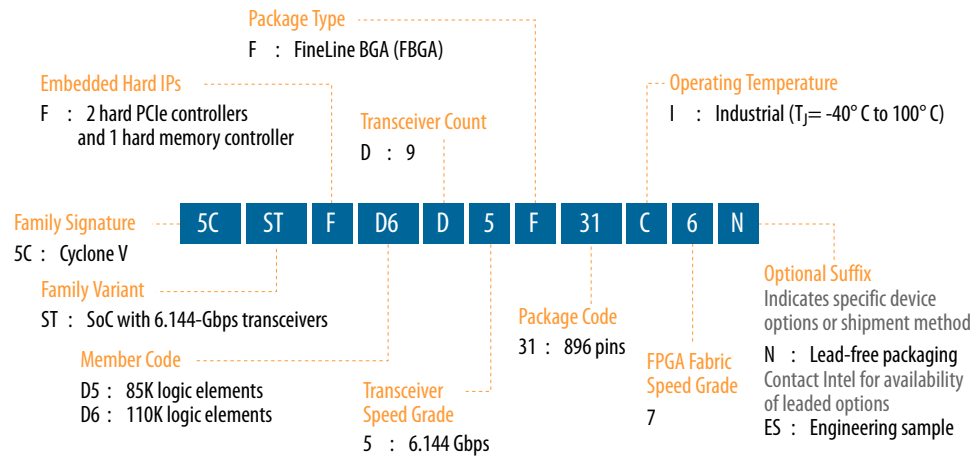 Package Type
F : FineLine BGA (FBGA)
Embedded Hard IPs
F : 2 hard PCIe controllers
and 1 hard memory controller
Transceiver Count
D : 9
Operating Temperature
I : Industrial (TJ= -40° C to 100° C)
Family Signature
5C : Cyclone V
5C ST F D6 D 5 F 31 C 6 N
Family Variant
ST : SoC with 6.144-Gbps transceivers
Member Code
D5 : 85K logic elements
D6 : 110K logic elements
Transceiver
Speed Grade
5 : 6.144 Gbps
Package Code
31 : 896 pins
FPGA Fabric
Speed Grade
7
Optional Suffix
Indicates specific device
options or shipment method
N : Lead-free packaging
Contact Intel for availability
of leaded options
ES : Engineering sample